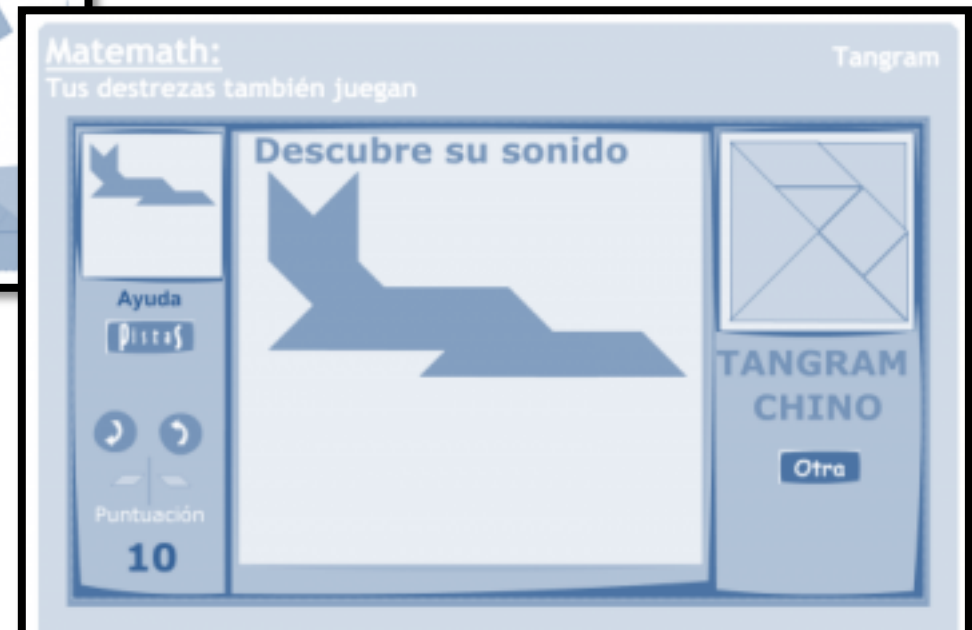 Matemath:
Tangram
Tus destrezas también juegan
Descubre su sonido
Ayuda
Pistas
Puntuación
10
TANGRAM
CHINO
Otra